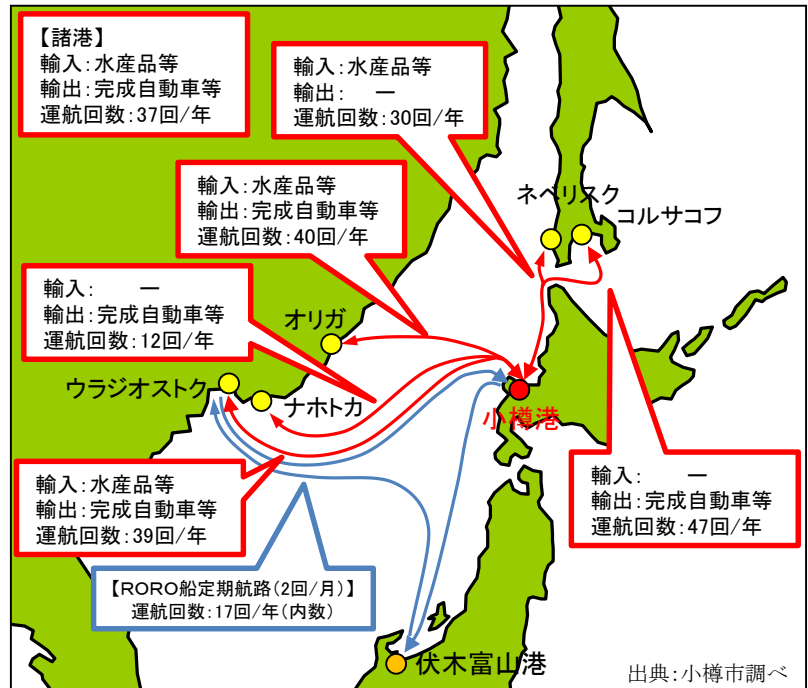 【諸港】
輸入:水産品等
輸出:完成自動車等
運航回数:37回/年
輸入:水産品等
輸出: ー
運航回数:30回/年
輸入:水産品等
輸出:完成自動車等
運航回数:40回/年
ネベリスク
コルサコフ
輸入: ー
輸出:完成自動車等
運航回数:12回/年
オリガ
ウラジオストク
ナホトカ
小樽港
輸入:水産品等
輸出:完成自動車等
運航回数:39回/年
輸入: ー
輸出:完成自動車等
運航回数:47回/年
【RORO船定期航路(2回/月)】
運航回数:17回/年(内数)
伏木富山港
出典:小樽市調べ